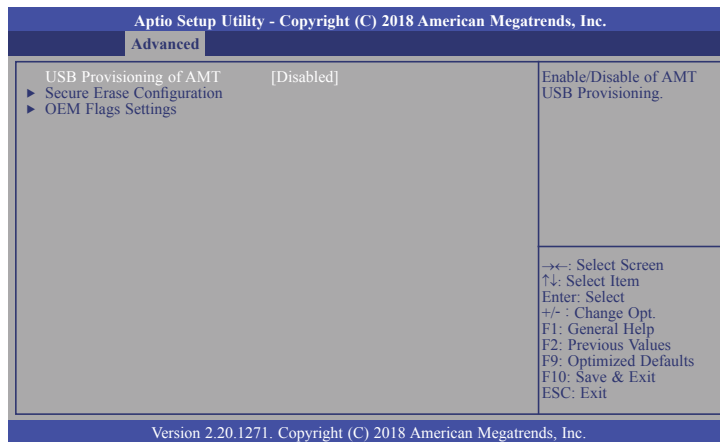 Aptio Setup Utility - Copyright (C) 2018 American Megatrends, Inc.
Advanced
USB Provisioning of AMT [Disabled]
► Secure Erase Configuration
► OEM Flags Settings
Enable/Disable of AMT
USB Provisioning.
→←: Select Screen
↑↓: Select Item
Enter: Select
+/- : Change Opt.
F1: General Help
F2: Previous Values
F9: Optimized Defaults
F10: Save & Exit
ESC: Exit
Version 2.20.1271. Copyright (C) 2018 American Megatrends, Inc.